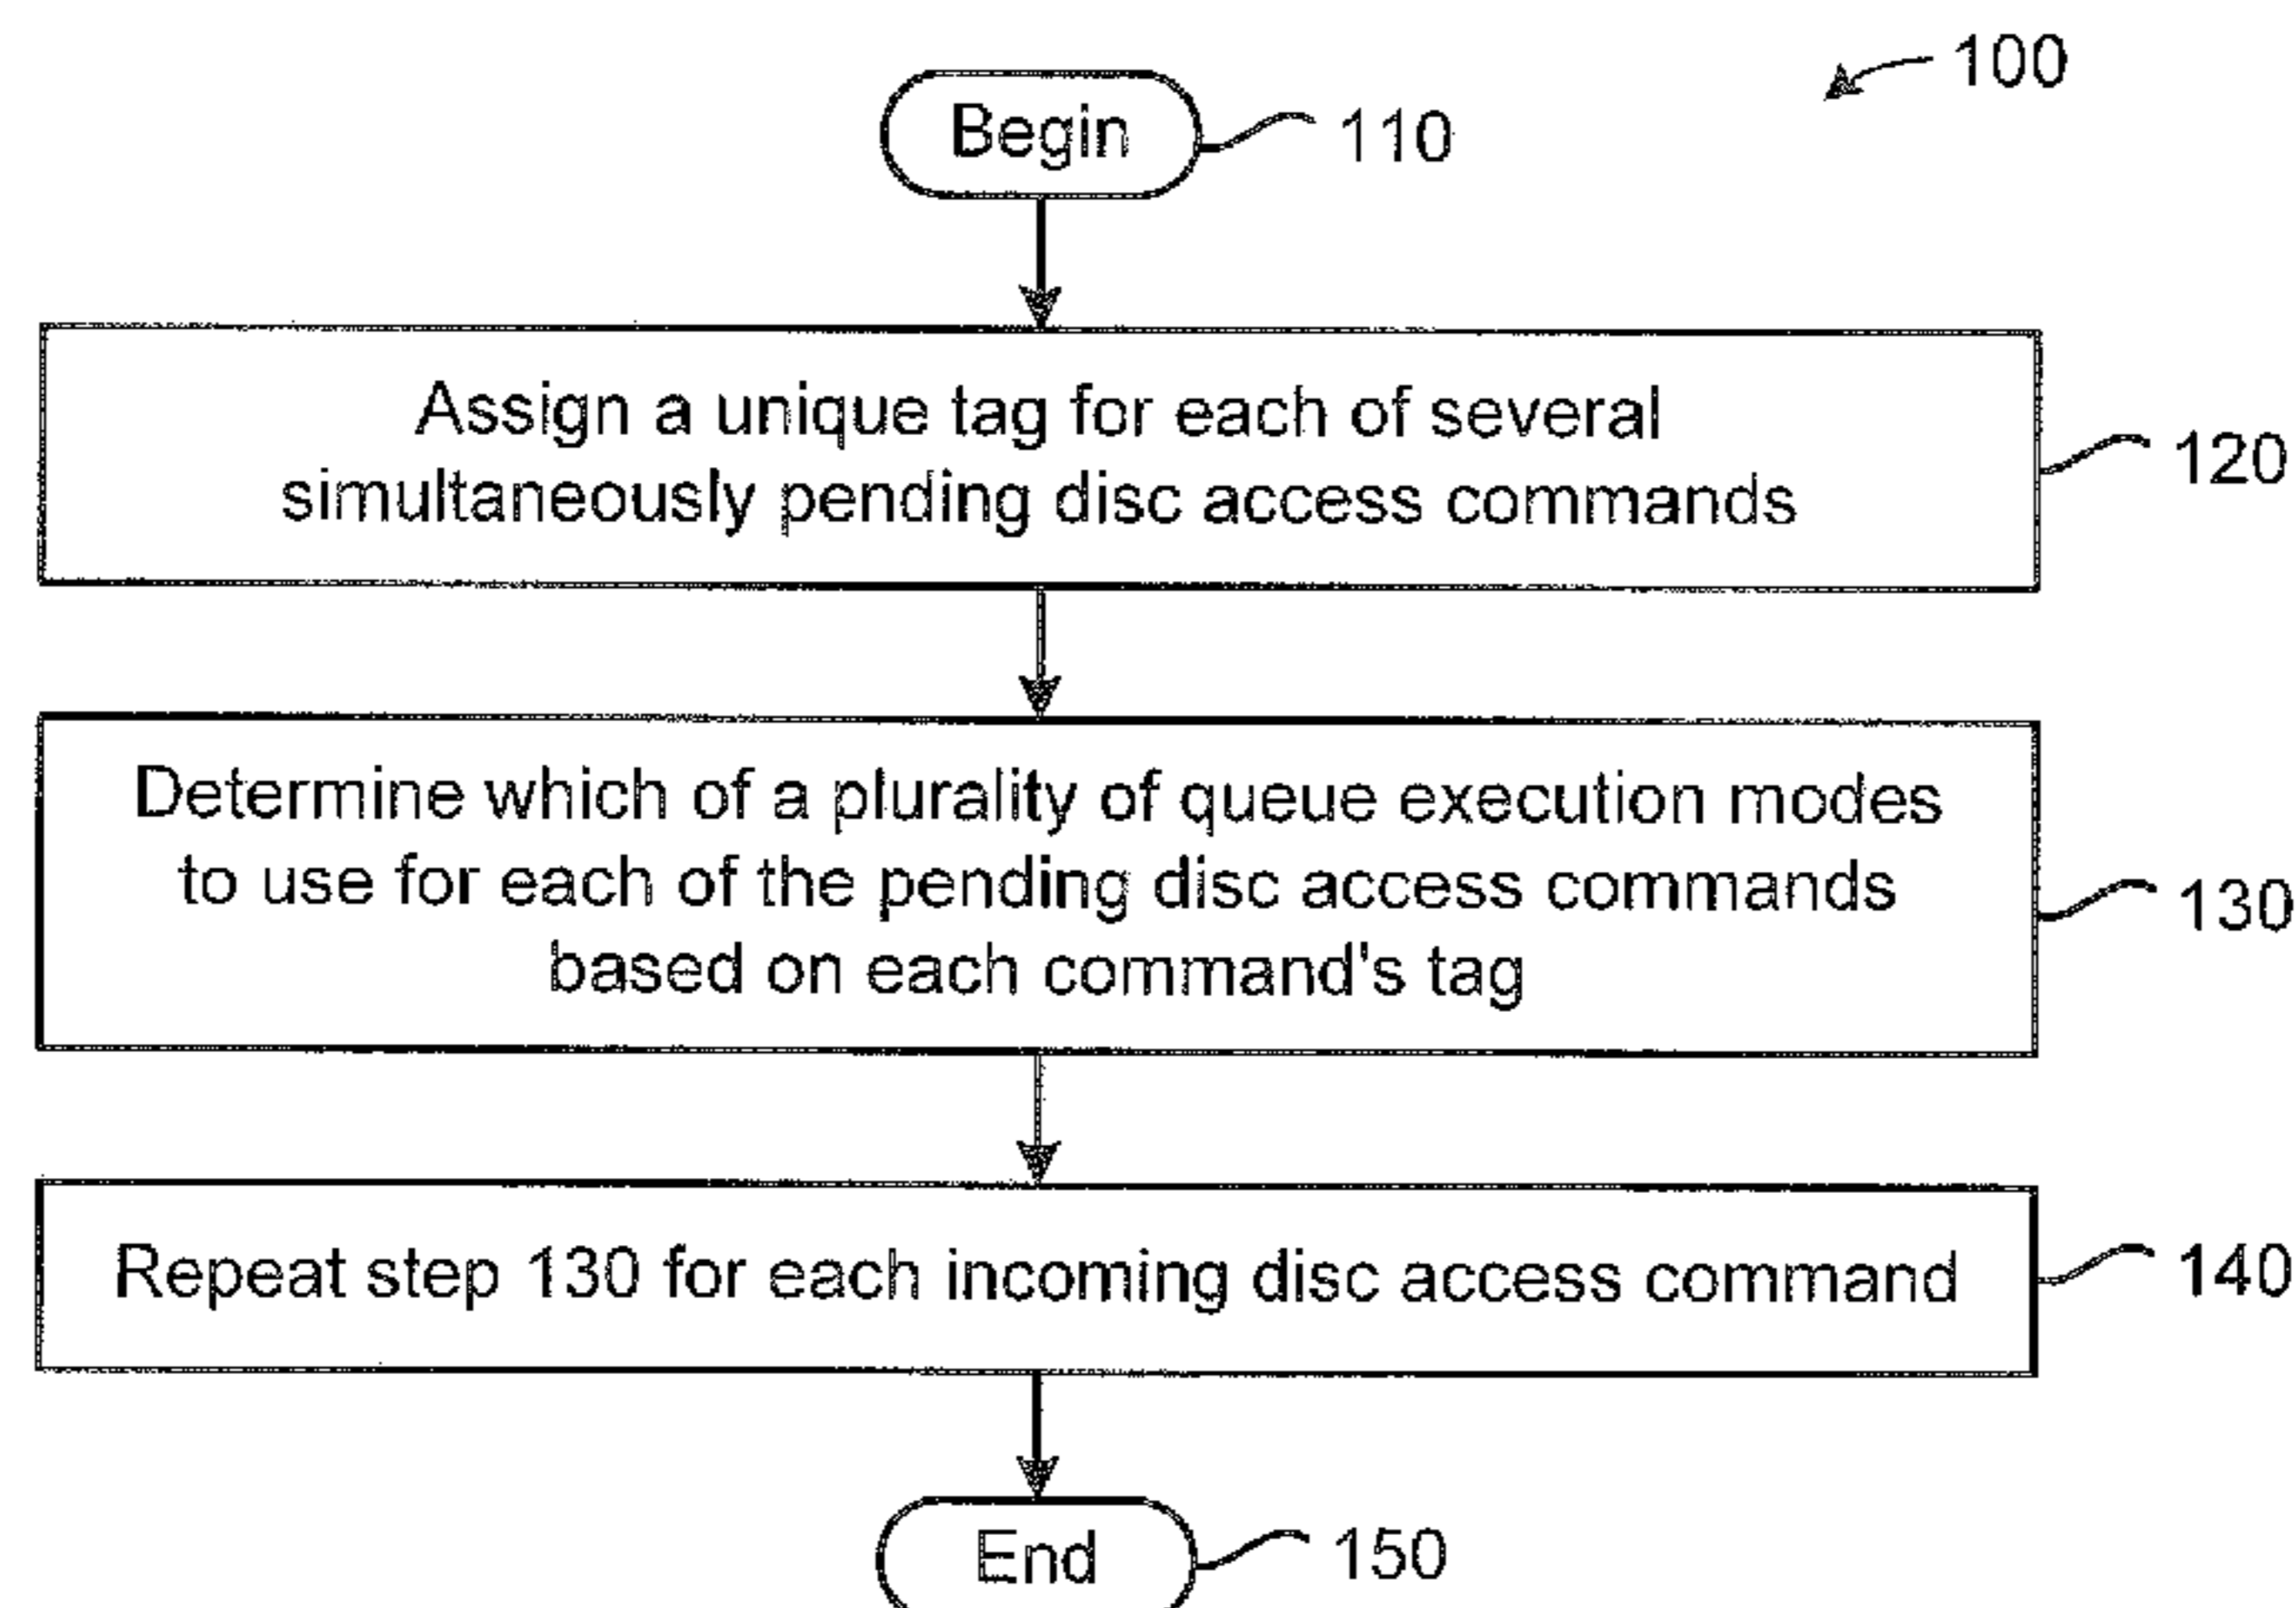 100
Begin
110
Assign a unique tag for each of several
simultaneously pending disc access commands
120
Determine which of a plurality of queue execution modes
to use for each of the pending disc access commands
based on each command's tag
130
Repeat step 130 for each incoming disc access command
140
End
150